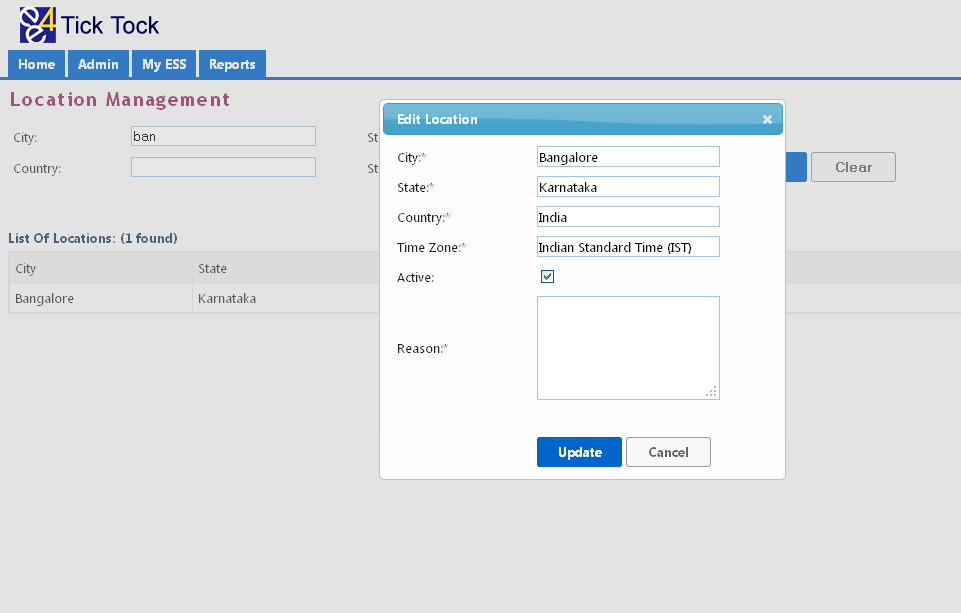 e4e Tick Tock
Home Admin My ESS Reports
Location Management
City: ban St
Country: St
Clear
List Of Locations: (1 found)
City State
Bangalore Karnataka
Edit Location
City:* Bangalore
State:* Karnataka
Country:* India
Time Zone:* Indian Standard Time (IST)
Active:
Reason:*
Update Cancel